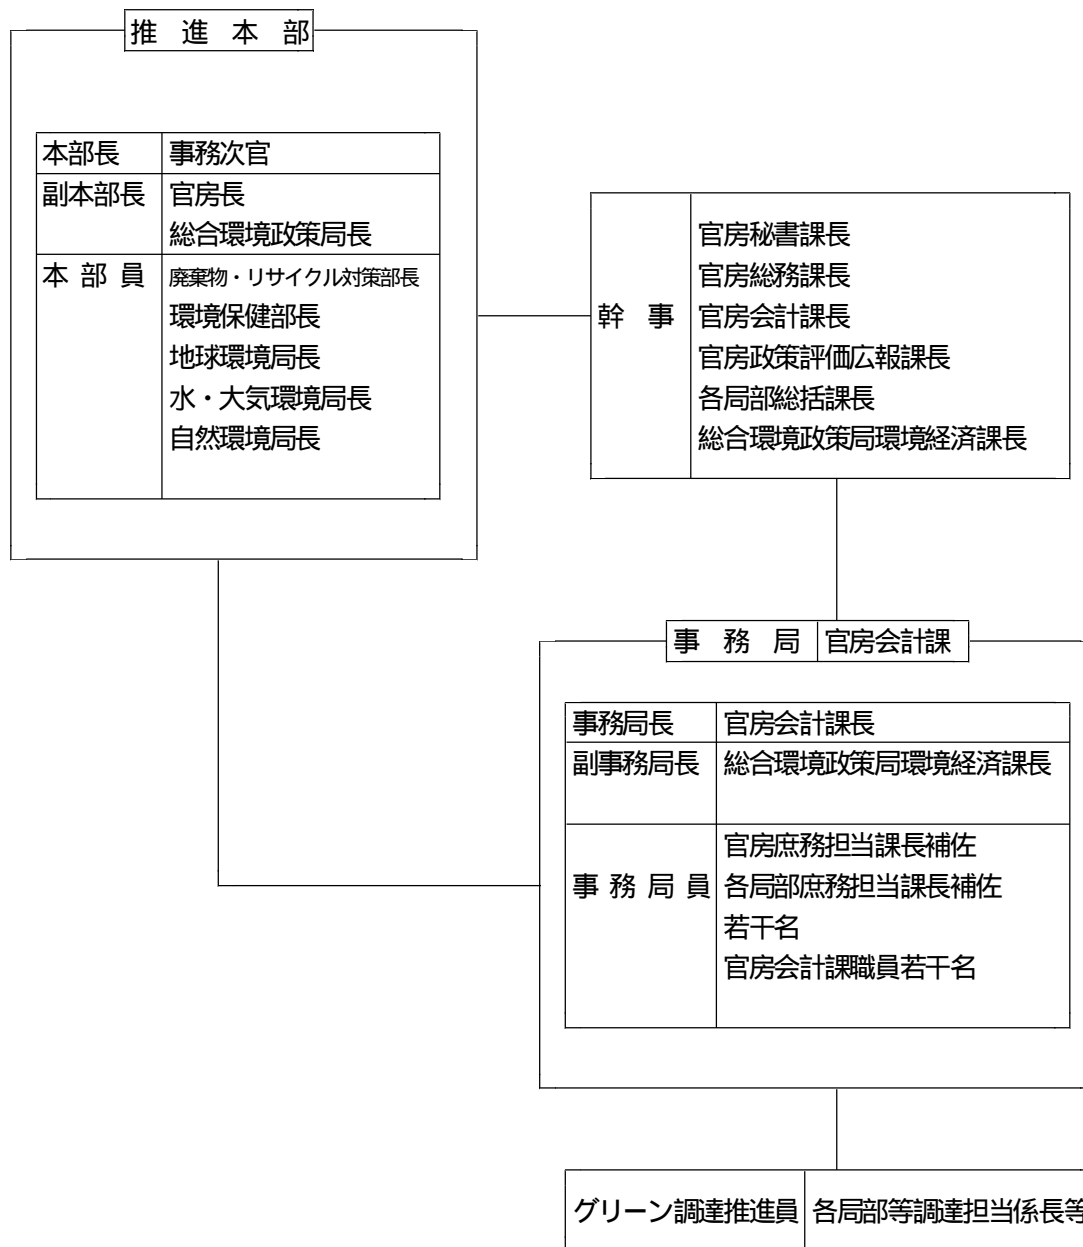 推 進 本 部
本部長 事務次官
副本部長 官房長
総合環境政策局長
本 部 員 廃棄物・リサイクル対策部長
環境保健部長
地球環境局長
水・大気環境局長
自然環境局長
官房秘書課長
官房総務課長
幹 事 官房会計課長
官房政策評価広報課長
各局部総括課長
総合環境政策局環境経済課長
事 務 局 官房会計課
事務局長 官房会計課長
副事務局長 総合環境政策局環境経済課長
官房庶務担当課長補佐
事 務 局 員 各局部庶務担当課長補佐
若干名
官房会計課職員若干名
グリーン調達推進員 各局部等調達担当係長等